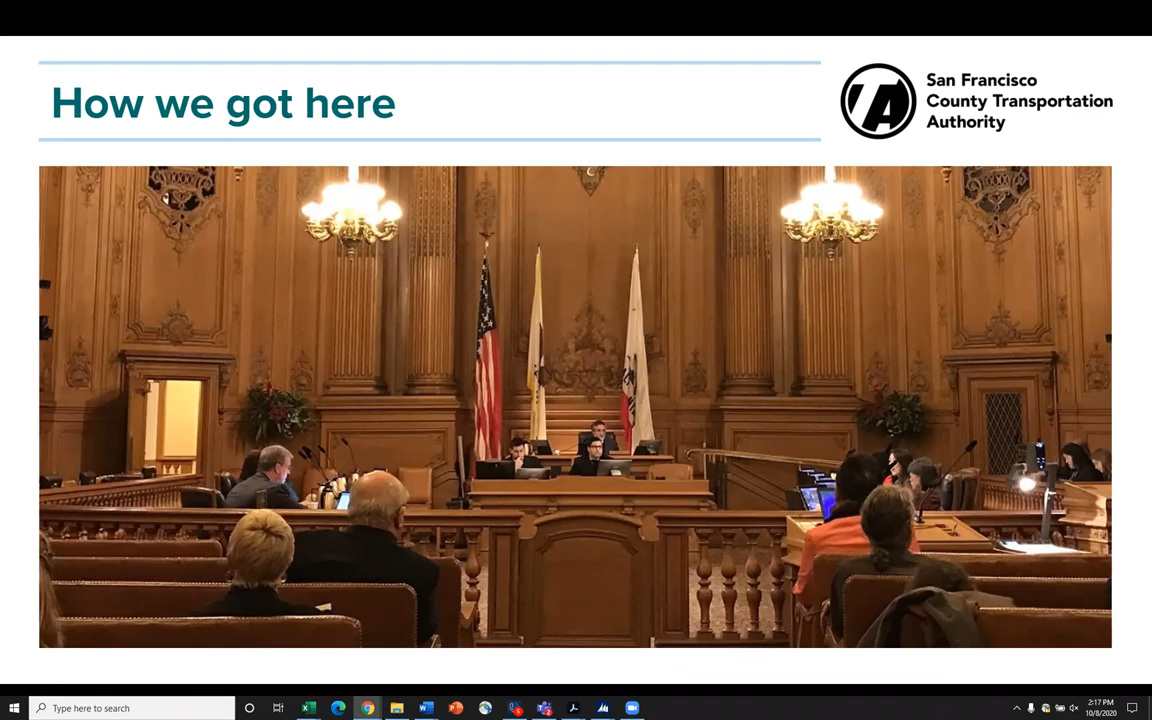 How we got here
TA
San Francisco
County Transportation
Authority
Type here to search
2:17 PM
10/8/2020